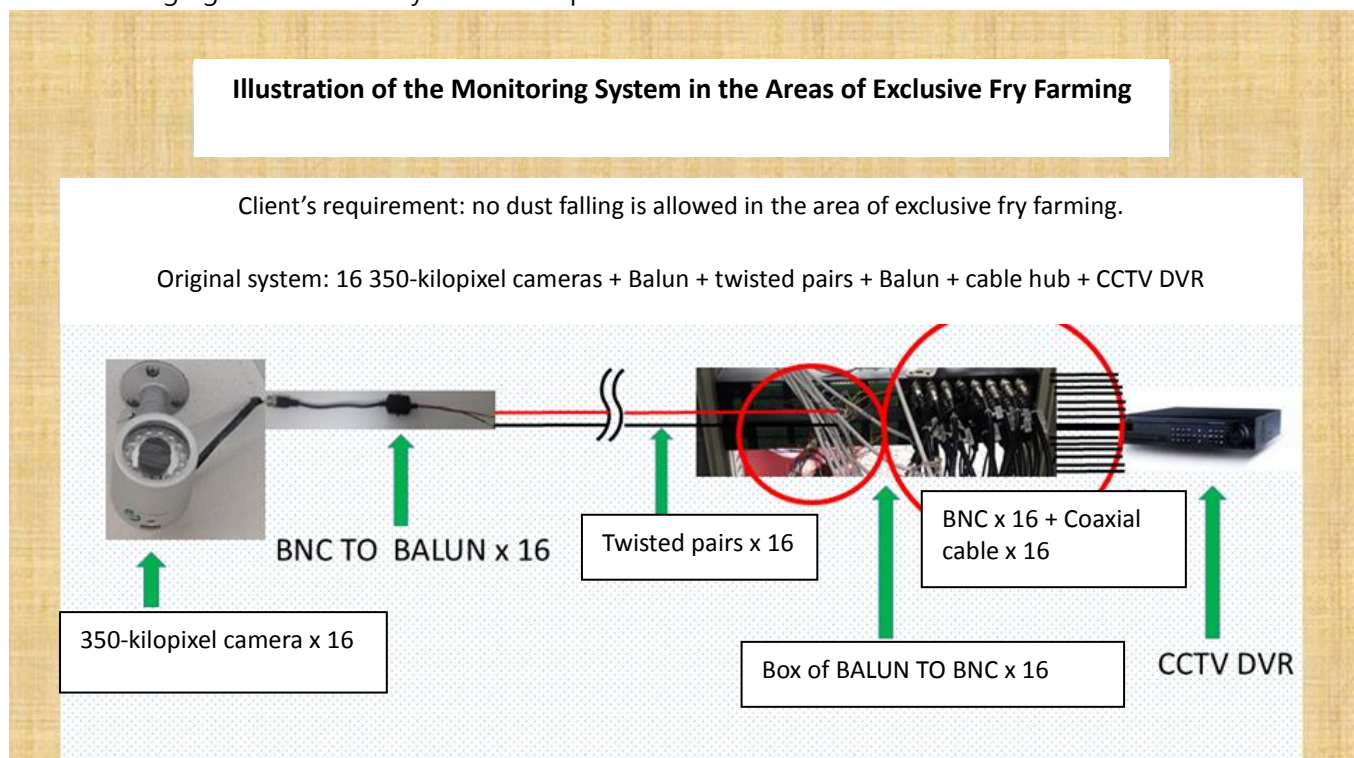 Illustration of the Monitoring System in the Areas of Exclusive Fry Farming
Client’s requirement: no dust falling is allowed in the area of exclusive fry farming.
Original system: 16 350-kilopixel cameras + Balun + twisted pairs + Balun + cable hub + CCTV DVR
BNC TO BALUN x 16
Twisted pairs x 16
BNC x 16 + Coaxial
cable x 16
350-kilopixel camera x 16
Box of BALUN TO BNC x 16
CCTV DVR